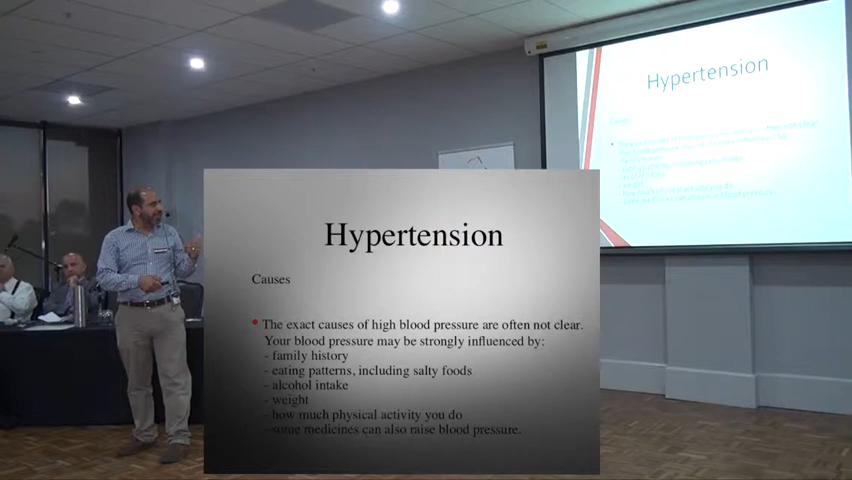 Hypertension
Hypertension
Causes
• The exact causes of high blood pressure are often not clear.
Your blood pressure may be strongly influenced by:
- family history
- eating patterns, including salty foods
- alcohol intake
- weight
- how much physical activity you do
- some medicines can also raise blood pressure.